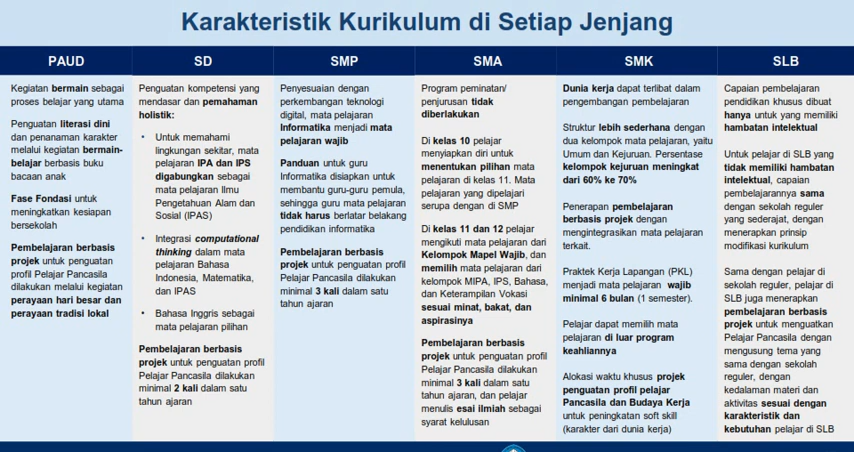 Karakteristik Kurikulum di Setiap Jenjang
PAUD
Kegiatan bermain sebagai
proses belajar yang utama
Penguatan literasi dini
dan penanaman karakter
melalui kegiatan bermain-
belajar berbasis buku
bacaan anak
Fase Fondasi untuk
meningkatkan kesiapan
bersekolah
Pembelajaran berbasis
projek untuk penguatan
profil Pelajar Pancasila
dilakukan melalui kegiatan
perayaan hari besar dan
perayaan tradisi lokal
SD
Penguatan kompetensi yang
mendasar dan pemahaman
holistik:
• Untuk memahami
lingkungan sekitar, mata
pelajaran IPA dan IPS
digabungkan sebagai
mata pelajaran Ilmu
Pengetahuan Alam dan
Sosial (IPAS)
• Integrasi computational
thinking dalam mata
pelajaran Bahasa
Indonesia, Matematika,
dan IPAS
• Bahasa Inggris sebagai
mata pelajaran pilihan
Pembelajaran berbasis
projek untuk penguatan profil
Pelajar Pancasila dilakukan
minimal 2 kali dalam satu
tahun ajaran
SMP
Penyesuaian dengan
perkembangan teknologi
digital, mata pelajaran
Informatika menjadi mata
pelajaran wajib
Panduan untuk guru
Informatika disiapkan untuk
membantu guru-guru pemula,
sehingga guru mata pelajaran
tidak harus berlatar belakang
pendidikan informatika
Pembelajaran berbasis
projek untuk penguatan profil
Pelajar Pancasila dilakukan
minimal 3 kali dalam satu
tahun ajaran
SMA
Program peminatan/
penjurusan tidak
diberlakukan
Di kelas 10 pelajar
menyiapkan diri untuk
menentukan pilihan mata
pelajaran di kelas 11. Mata
pelajaran yang dipelajari
serupa dengan di SMP
Di kelas 11 dan 12 pelajar
mengikuti mata pelajaran dari
Kelompok Mapel Wajib, dan
memilih mata pelajaran dari
kelompok MIPA, IPS, Bahasa,
dan Keterampilan Vokasi
sesuai minat, bakat, dan
aspirasinya
Pembelajaran berbasis
projek untuk penguatan profil
Pelajar Pancasila dilakukan
minimal 3 kali dalam satu
tahun ajaran, dan pelajar
menulis esai ilmiah sebagai
syarat kelulusan
SMK
Dunia kerja dapat terlibat dalam
pengembangan pembelajaran
Struktur lebih sederhana dengan
dua kelompok mata pelajaran, yaitu
Umum dan Kejuruan. Persentase
kelompok kejuruan meningkat
dari 60% ke 70%
Penerapan pembelajaran
berbasis projek dengan
mengintegrasikan mata pelajaran
terkait.
Praktek Kerja Lapangan (PKL)
menjadi mata pelajaran wajib
minimal 6 bulan (1 semester).
Pelajar dapat memilih mata
pelajaran di luar program
keahliannya
Alokasi waktu khusus projek
penguatan profil pelajar
Pancasila dan Budaya Kerja
untuk peningkatan soft skill
(karakter dari dunia kerja)
SLB
Capaian pembelajaran
pendidikan khusus dibuat
hanya untuk yang memiliki
hambatan intelektual
Untuk pelajar di SLB yang
tidak memiliki hambatan
intelektual, capaian
pembelajarannya sama
dengan sekolah reguler
yang sederajat, dengan
menerapkan prinsip
modifikasi kurikulum
Sama dengan pelajar di
sekolah reguler, pelajar di
SLB juga menerapkan
pembelajaran berbasis
projek untuk menguatkan
Pelajar Pancasila dengan
mengusung tema yang
sama dengan sekolah
reguler, dengan
kedalaman materi dan
aktivitas sesuai dengan
karakteristik dan
kebutuhan pelajar di SLB